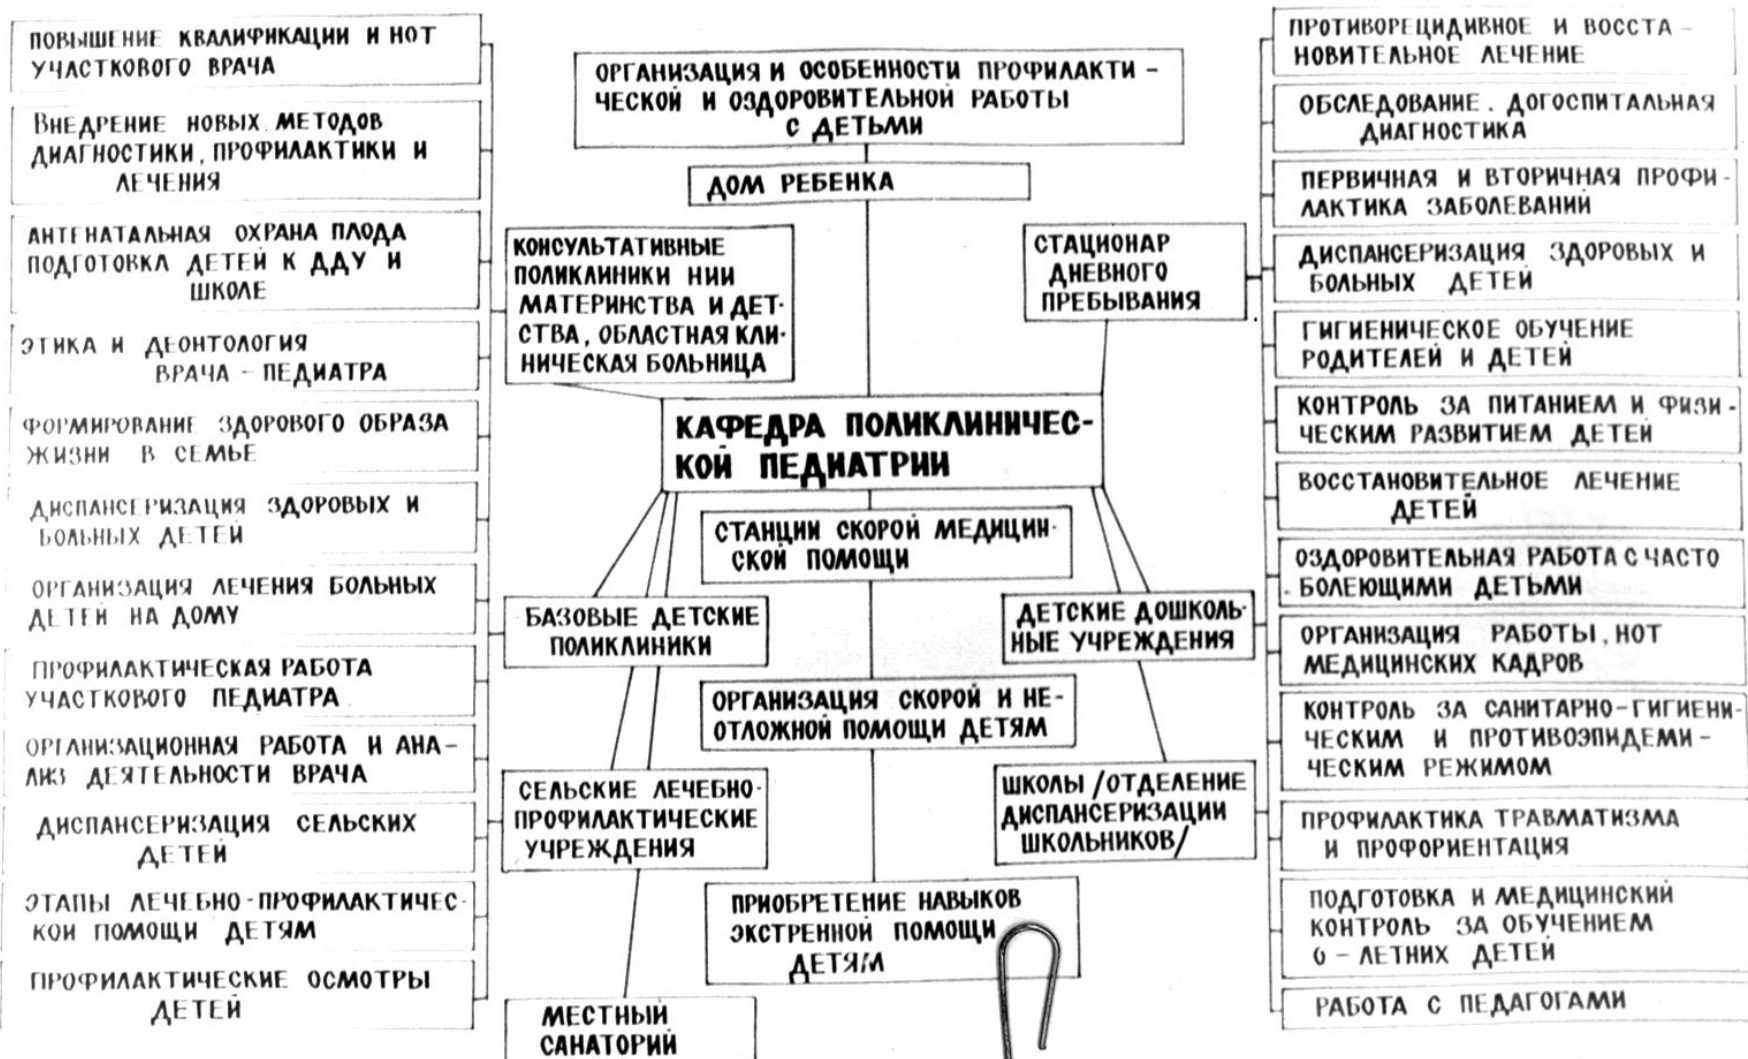 ПОВЫШЕНИЕ КВАЛИФИКАЦИИ И НОТ
УЧАСТКОВОГО ВРАЧА
ВНЕДРЕНИЕ НОВЫХ МЕТОДОВ
ДИАГНОСТИКИ, ПРОФИЛАКТИКИ И
ЛЕЧЕНИЯ
АНТЕНАТАЛЬНАЯ ОХРАНА ПЛОДА
ПОДГОТОВКА ДЕТЕЙ К ДДУ И
ШКОЛЕ
ЭТИКА И ДЕОНТОЛОГИЯ
ВРАЧА - ПЕДИАТРА
ФОРМИРОВАНИЕ ЗДОРОВОГО ОБРАЗА
ЖИЗНИ В СЕМЬЕ
ДИСПАНСЕРИЗАЦИЯ ЗДОРОВЫХ И
БОЛЬНЫХ ДЕТЕЙ
ОРГАНИЗАЦИЯ ЛЕЧЕНИЯ БОЛЬНЫХ
ДЕТЕЙ НА ДОМУ
ПРОФИЛАКТИЧЕСКАЯ РАБОТА
УЧАСТКОВОГО ПЕДИАТРА
ОРГАНИЗАЦИОННАЯ РАБОТА И АНА-
ЛИЗ ДЕЯТЕЛЬНОСТИ ВРАЧА
ДИСПАНСЕРИЗАЦИЯ СЕЛЬСКИХ
ДЕТЕЙ
ЭТАПЫ ЛЕЧЕБНО-ПРОФИЛАКТИЧЕС-
КОЙ ПОМОЩИ ДЕТЯМ
ПРОФИЛАКТИЧЕСКИЕ ОСМОТРЫ
ДЕТЕЙ
ОРГАНИЗАЦИЯ И ОСОБЕННОСТИ ПРОФИЛАКТИ-
ЧЕСКОЙ И ОЗДОРОВИТЕЛЬНОЙ РАБОТЫ
С ДЕТЬМИ
ДОМ РЕБЕНКА
КОНСУЛЬТАТИВНЫЕ
ПОЛИКЛИНИКИ НИИ
МАТЕРИНСТВА И ДЕТ-
СТВА, ОБЛАСТНАЯ КЛИ-
НИЧЕСКАЯ БОЛЬНИЦА
СТАЦИОНАР
ДНЕВНОГО
ПРЕБЫВАНИЯ
КАФЕДРА ПОЛИКЛИНИЧЕС-
КОЙ ПЕДИАТРИИ
СТАНЦИИ СКОРОЙ МЕДИЦИН-
СКОЙ ПОМОЩИ
БАЗОВЫЕ ДЕТСКИЕ
ПОЛИКЛИНИКИ
ДЕТСКИЕ ДОШКОЛЬ-
НЫЕ УЧРЕЖДЕНИЯ
ОРГАНИЗАЦИЯ СКОРОЙ И НЕ-
ОТЛОЖНОЙ ПОМОЩИ ДЕТЯМ
СЕЛЬСКИЕ ЛЕЧЕБНО-
ПРОФИЛАКТИЧЕСКИЕ
УЧРЕЖДЕНИЯ
ШКОЛЫ /ОТДЕЛЕНИЕ
ДИСПАНСЕРИЗАЦИИ
ШКОЛЬНИКОВ/
ПРИОБРЕТЕНИЕ НАВЫКОВ
ЭКСТРЕННОЙ ПОМОЩИ
ДЕТЯМ
МЕСТНЫЙ
САНАТОРИЙ
ПРОТИВОРЕЦИДИВНОЕ И ВОССТА-
НОВИТЕЛЬНОЕ ЛЕЧЕНИЕ
ОБСЛЕДОВАНИЕ. ДОГОСПИТАЛЬНАЯ
ДИАГНОСТИКА
ПЕРВИЧНАЯ И ВТОРИЧНАЯ ПРОФИ-
ЛАКТИКА ЗАБОЛЕВАНИЙ
ДИСПАНСЕРИЗАЦИЯ ЗДОРОВЫХ И
БОЛЬНЫХ ДЕТЕЙ
ГИГИЕНИЧЕСКОЕ ОБУЧЕНИЕ
РОДИТЕЛЕЙ И ДЕТЕЙ
КОНТРОЛЬ ЗА ПИТАНИЕМ И ФИЗИ-
ЧЕСКИМ РАЗВИТИЕМ ДЕТЕЙ
ВОССТАНОВИТЕЛЬНОЕ ЛЕЧЕНИЕ
ДЕТЕЙ
ОЗДОРОВИТЕЛЬНАЯ РАБОТА С ЧАСТО
БОЛЕЮЩИМИ ДЕТЬМИ
ОРГАНИЗАЦИЯ РАБОТЫ, НОТ
МЕДИЦИНСКИХ КАДРОВ
КОНТРОЛЬ ЗА САНИТАРНО-ГИГИЕНИ-
ЧЕСКИМ И ПРОТИВОЭПИДЕМИ-
ЧЕСКИМ РЕЖИМОМ
ПРОФИЛАКТИКА ТРАВМАТИЗМА
И ПРОФОРИЕНТАЦИЯ
ПОДГОТОВКА И МЕДИЦИНСКИЙ
КОНТРОЛЬ ЗА ОБУЧЕНИЕМ
6-ЛЕТНИХ ДЕТЕЙ
РАБОТА С ПЕДАГОГАМИ